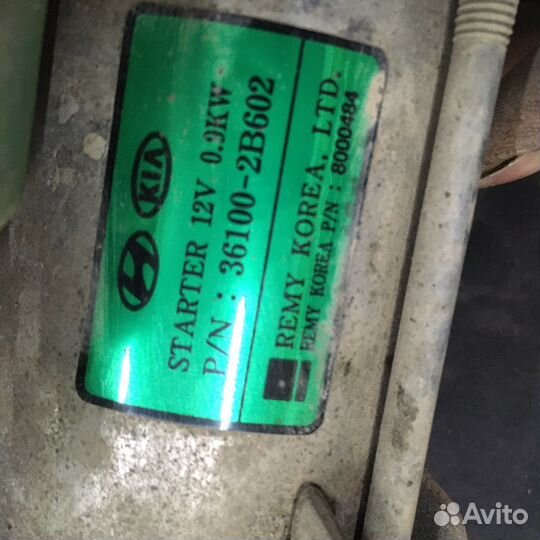 KIA
STARTER 12V 0.9KW
P/N : 36100-2B602
REMY KOREA, LTD.
REMY KOREA P/N : 8000484
Avito